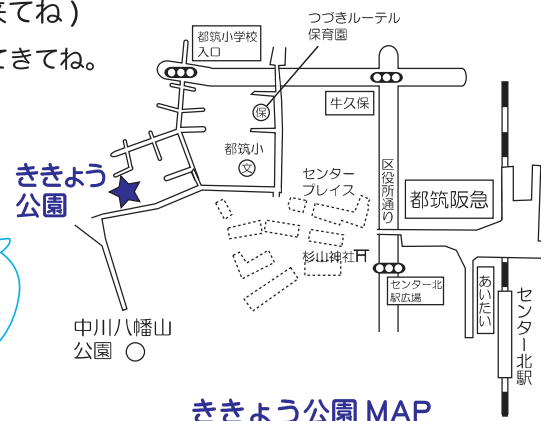 来てね)
てきてね。
つづきルーテル
保育園
都筑小学校
入口
保
牛久保
都筑小
文
ききょう
公園
センター
プレイス
区役所通り
都筑阪急
杉山神社
センター北
駅広場
あいたい
センター北駅
中川八幡山
公園
ききょう公園 MAP